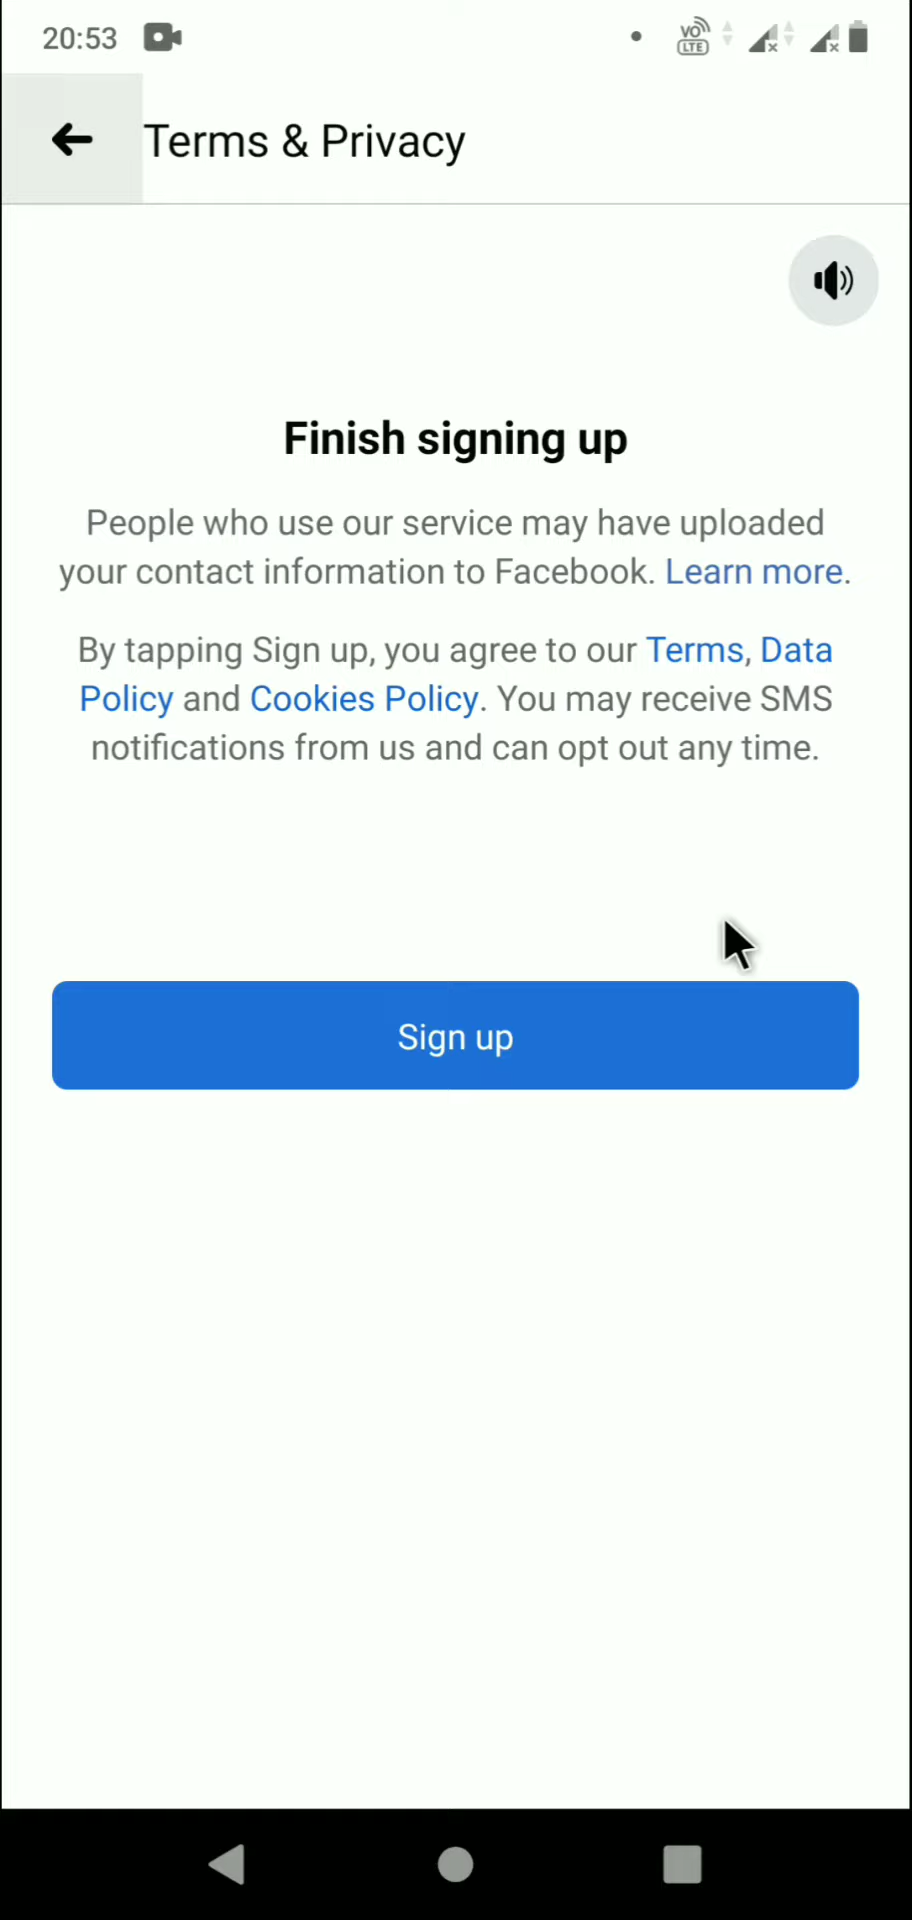 20:53
VO LTE
Terms & Privacy
Finish signing up
People who use our service may have uploaded
your contact information to Facebook. Learn more.
By tapping Sign up, you agree to our Terms, Data
Policy and Cookies Policy. You may receive SMS
notifications from us and can opt out any time.
Sign up